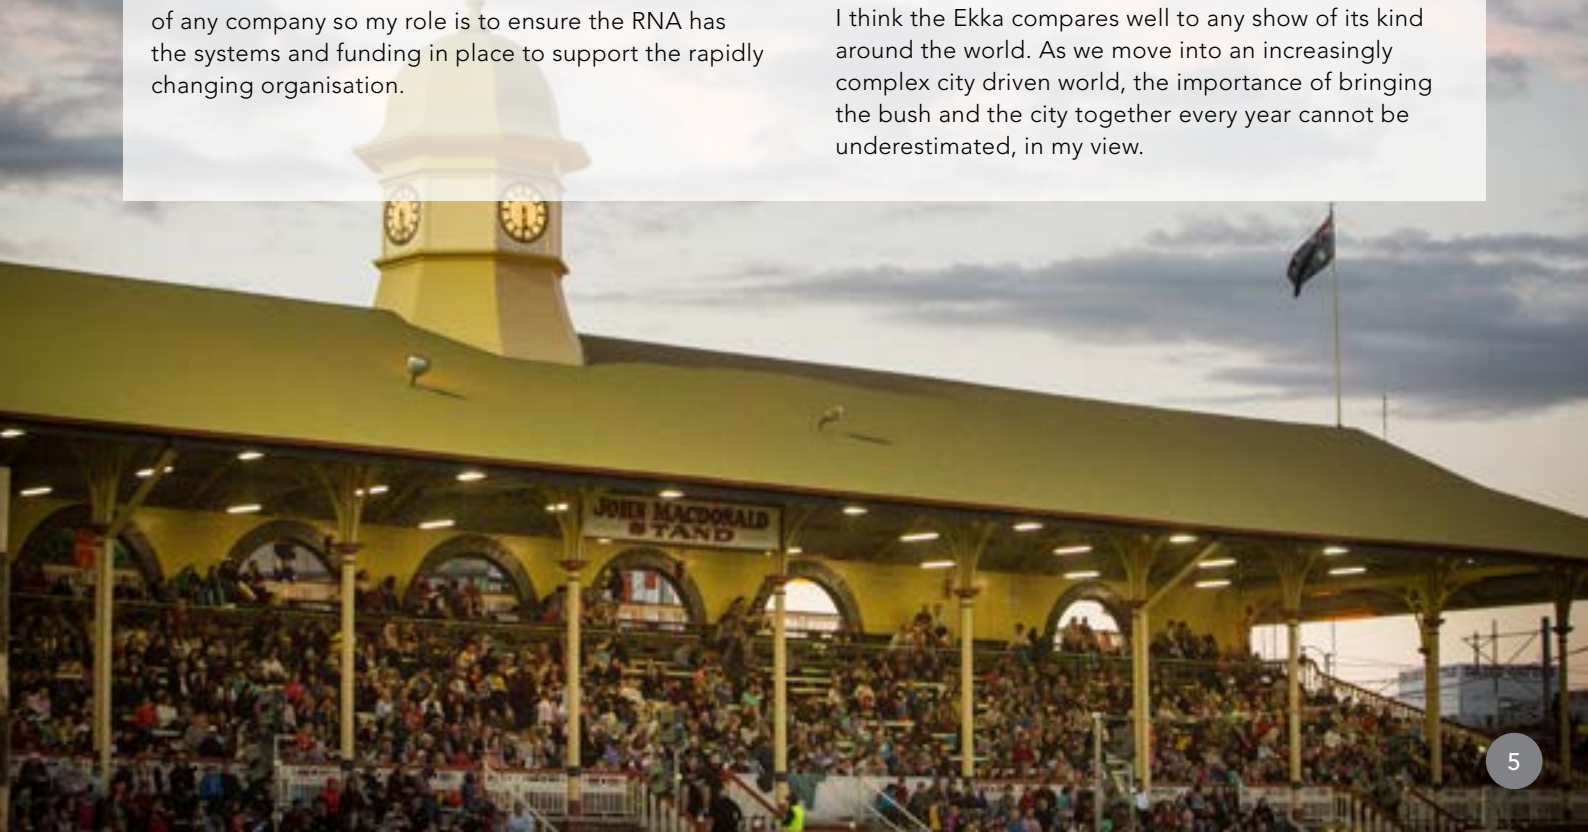 of any company so my role is to ensure the RNA has
the systems and funding in place to support the rapidly
changing organisation.
I think the Ekka compares well to any show of its kind
around the world. As we move into an increasingly
complex city driven world, the importance of bringing
the bush and the city together every year cannot be
underestimated, in my view.
JOHN MACDONALD
STAND
5